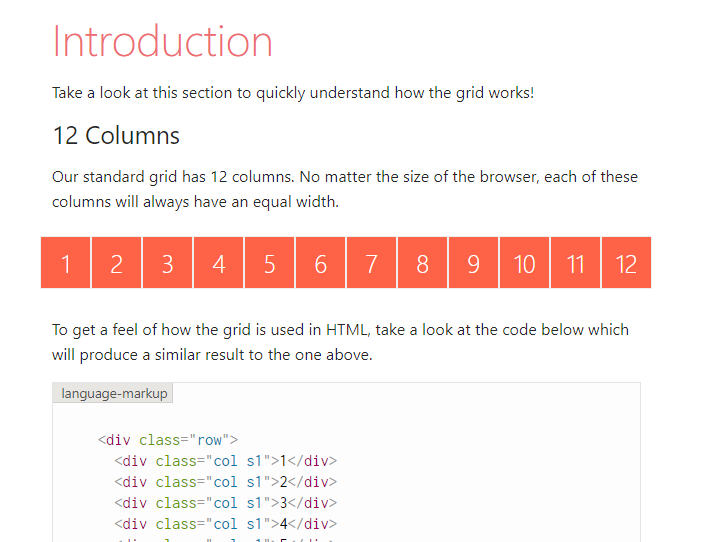 Introduction
Take a look at this section to quickly understand how the grid works!
12 Columns
Our standard grid has 12 columns. No matter the size of the browser, each of these
columns will always have an equal width.
1 2 3 4 5 6 7 8 9 10 11 12
To get a feel of how the grid is used in HTML, take a look at the code below which
will produce a similar result to the one above.
language-markup
<div class="row">
  <div class="col s1">1</div>
  <div class="col s1">2</div>
  <div class="col s1">3</div>
  <div class="col s1">4</div>